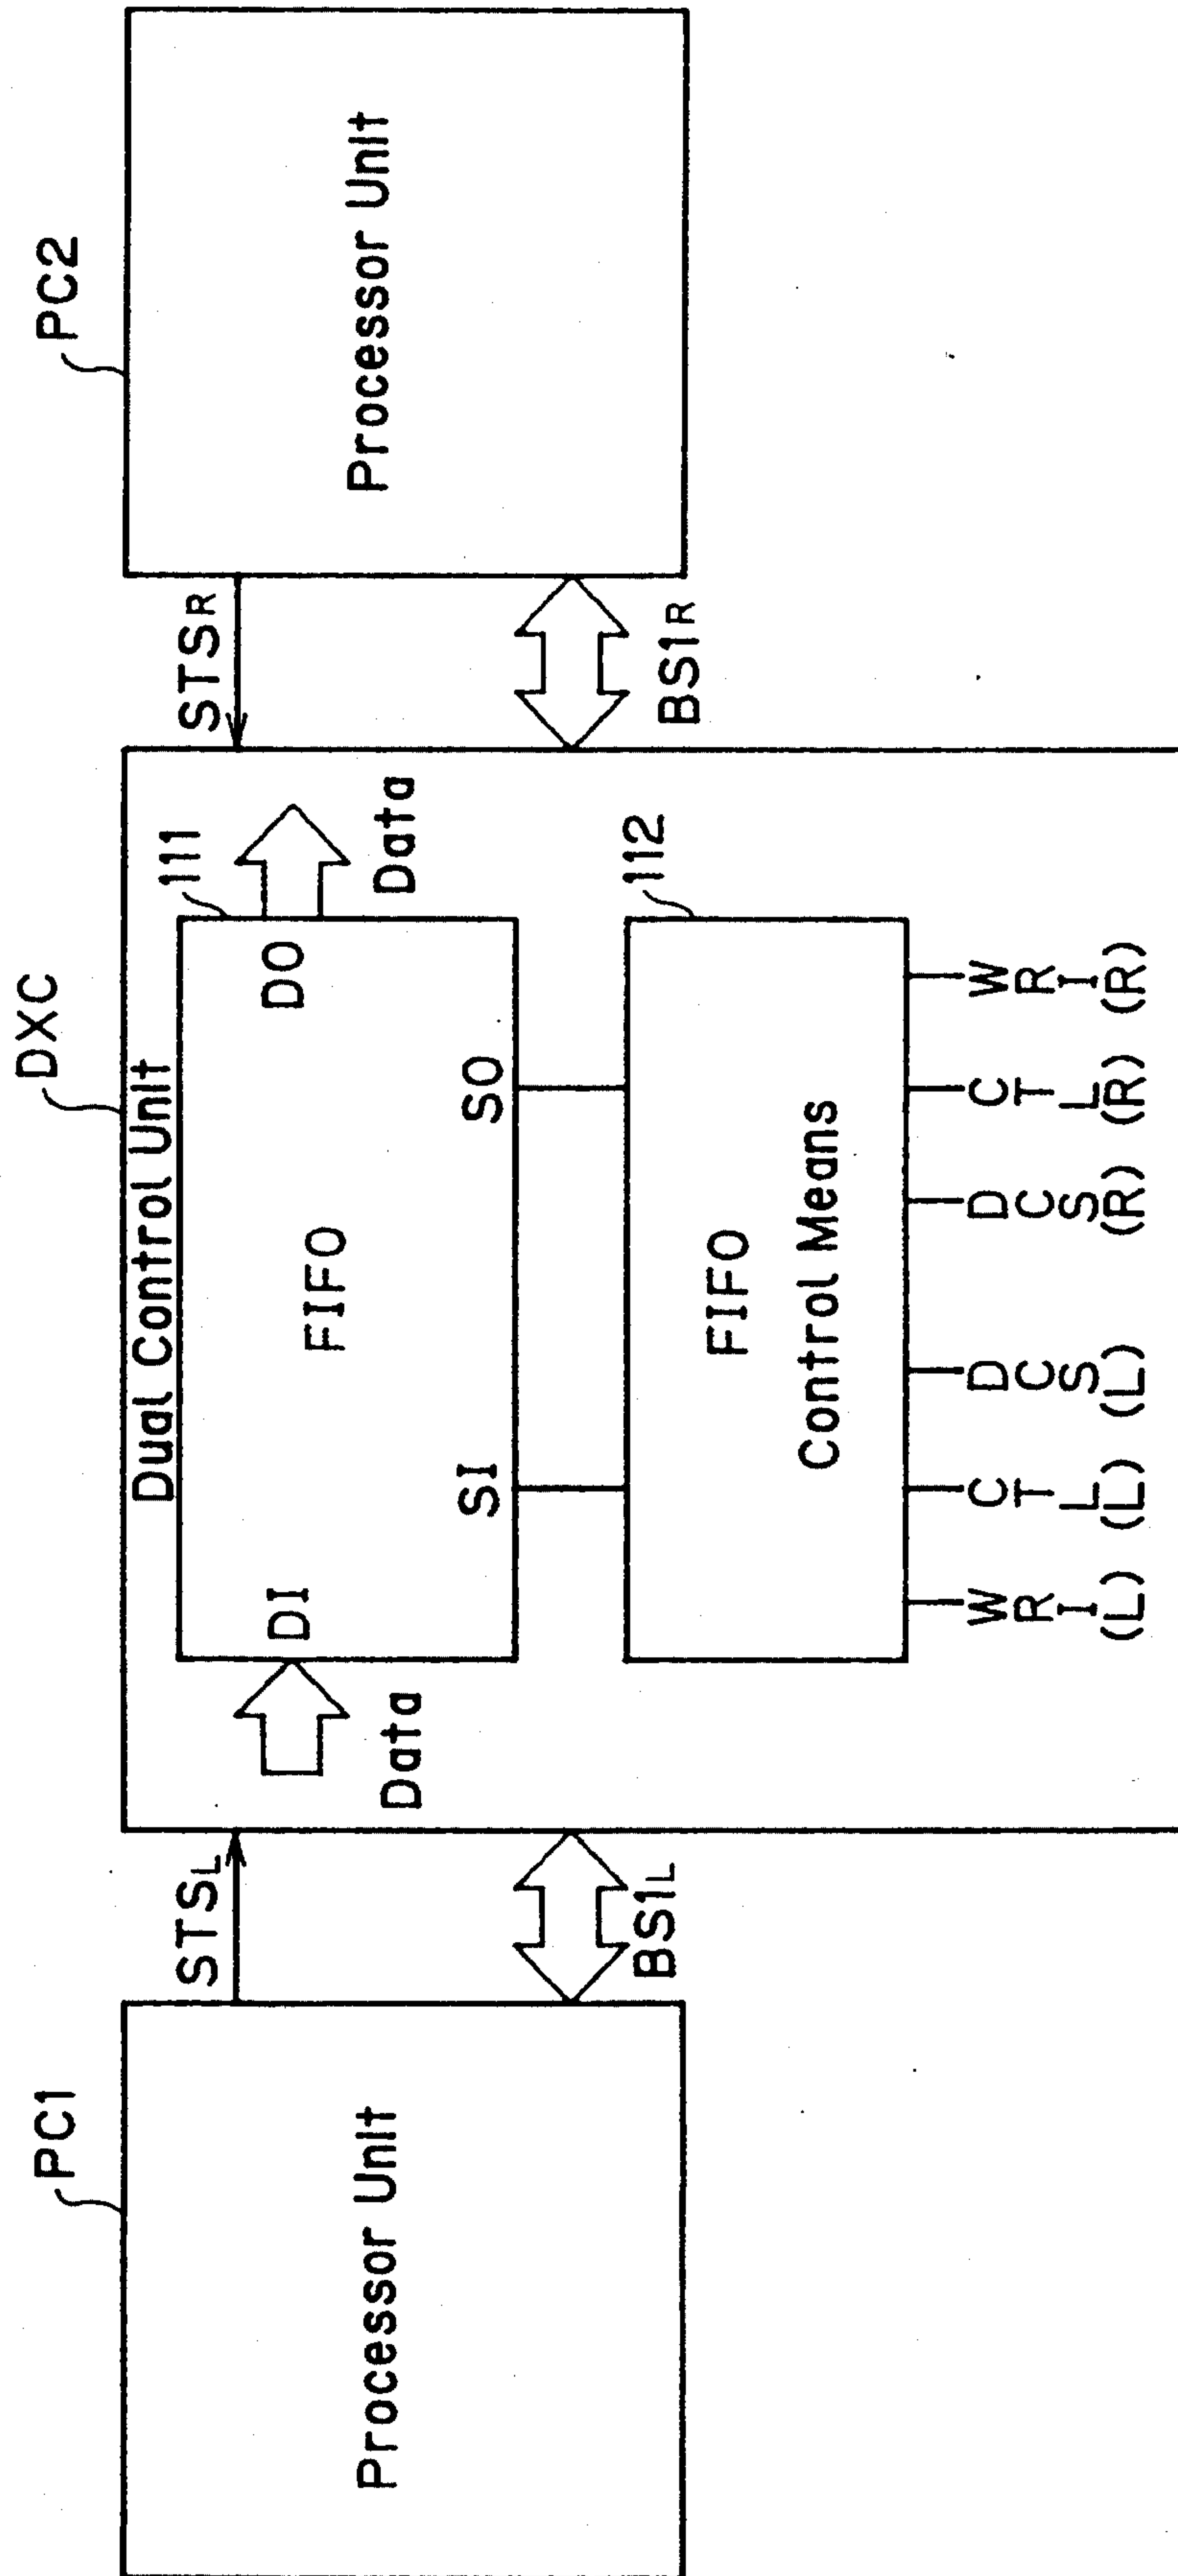 PC1
DXC
PC2
Dual Control Unit
STSL
STSR
111
DI
DO
Data
Data
FIFO
Processor Unit
Processor Unit
SI
SO
BS1L
BS1R
112
FIFO
Control Means
WRI (L)
CTL (L)
DCS (L)
DCS (R)
CTL (R)
WRI (R)